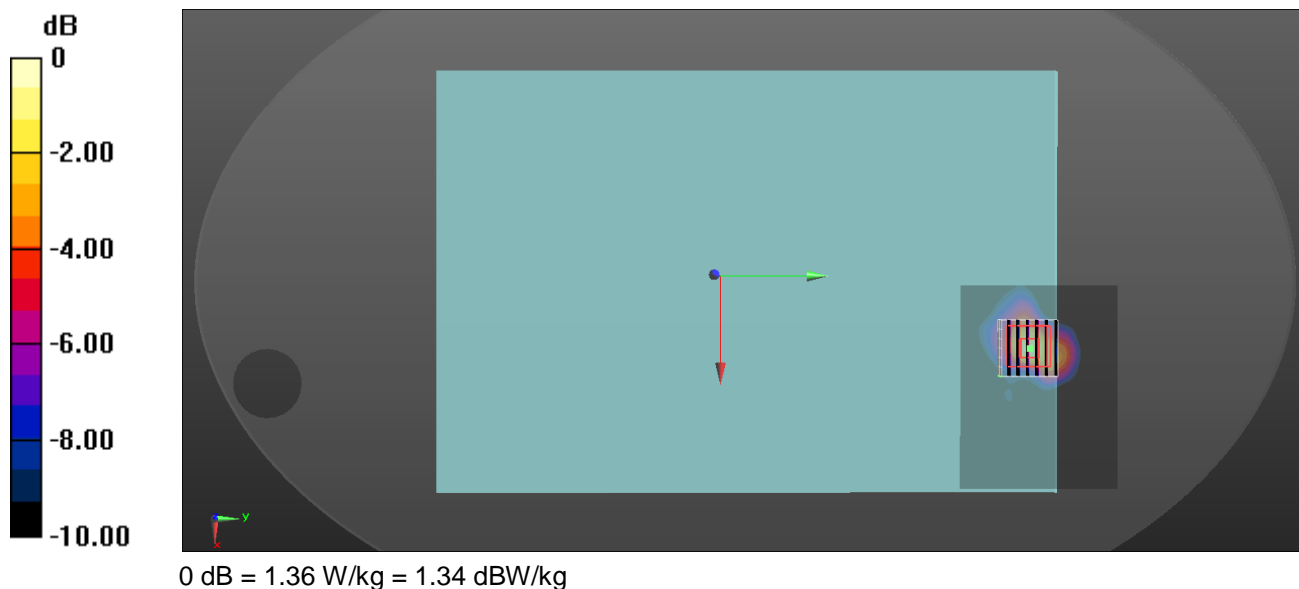 dB
0
-2.00
-4.00
-6.00
-8.00
-10.00
y
x
0 dB = 1.36 W/kg = 1.34 dBW/kg